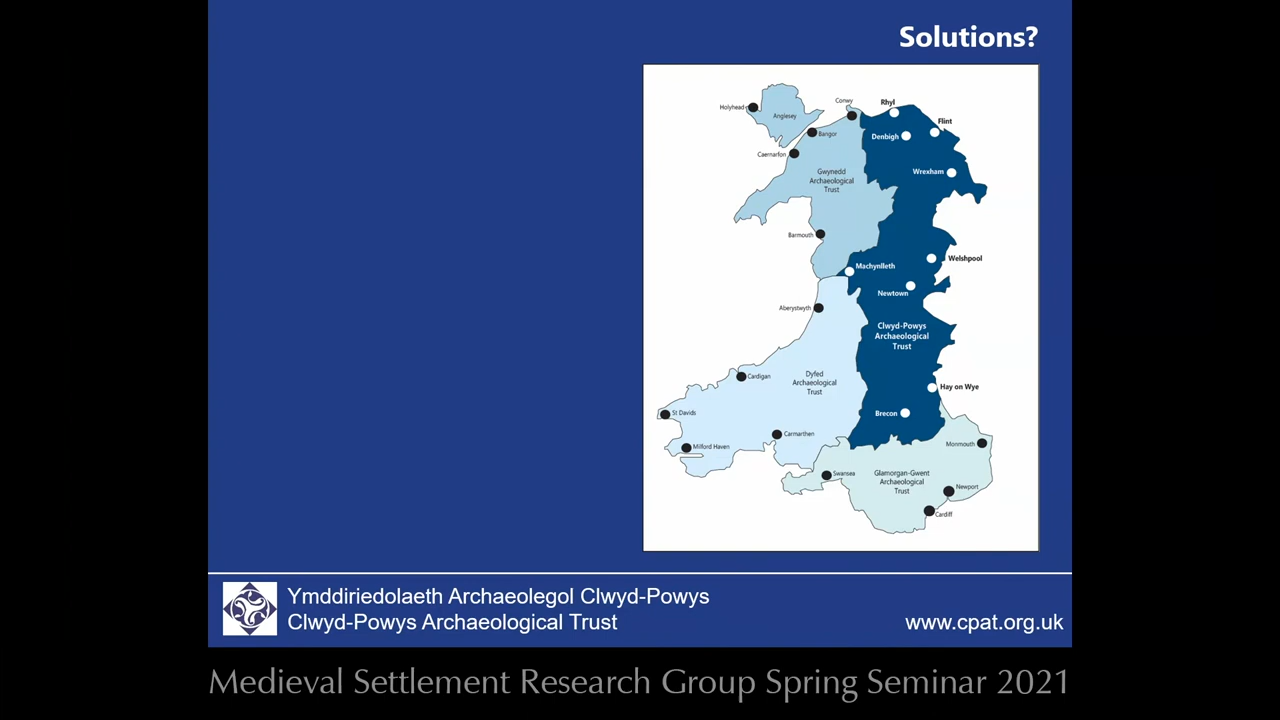 Solutions?
Holyhead
Anglesey
Conwy
Rhyl
Flint
Bangor
Denbigh
Caernarfon
Wrexham
Gwynedd
Archaeological
Trust
Barmouth
Machynlleth
Welshpool
Newtown
Aberystwyth
Clwyd-Powys
Archaeological
Trust
Cardigan
Dyfed
Archaeological
Trust
Hay on Wye
St Davids
Brecon
Carmarthen
Milford Haven
Monmouth
Swansea
Glamorgan-Gwent
Archaeological
Trust
Newport
Cardiff
Ymddiriedolaeth Archaeolegol Clwyd-Powys
Clwyd-Powys Archaeological Trust
www.cpat.org.uk
Medieval Settlement Research Group Spring Seminar 2021